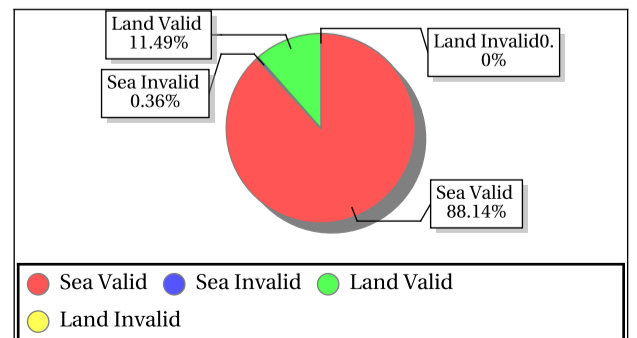 Land Valid
11.49%
Land Invalid0.
0%
Sea Invalid
0.36%
Sea Valid
88.14%
Sea Valid
Sea Invalid
Land Valid
Land Invalid